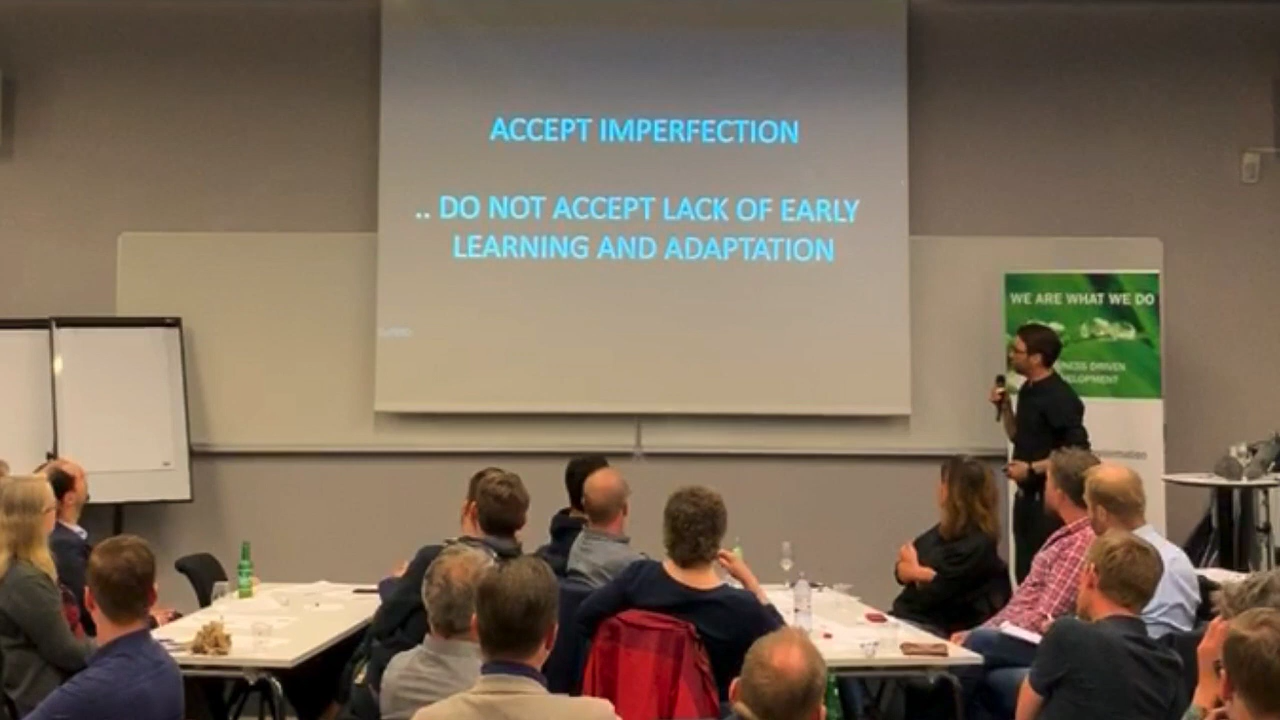 ACCEPT IMPERFECTION
.. DO NOT ACCEPT LACK OF EARLY
LEARNING AND ADAPTATION
WE ARE WHAT WE DO